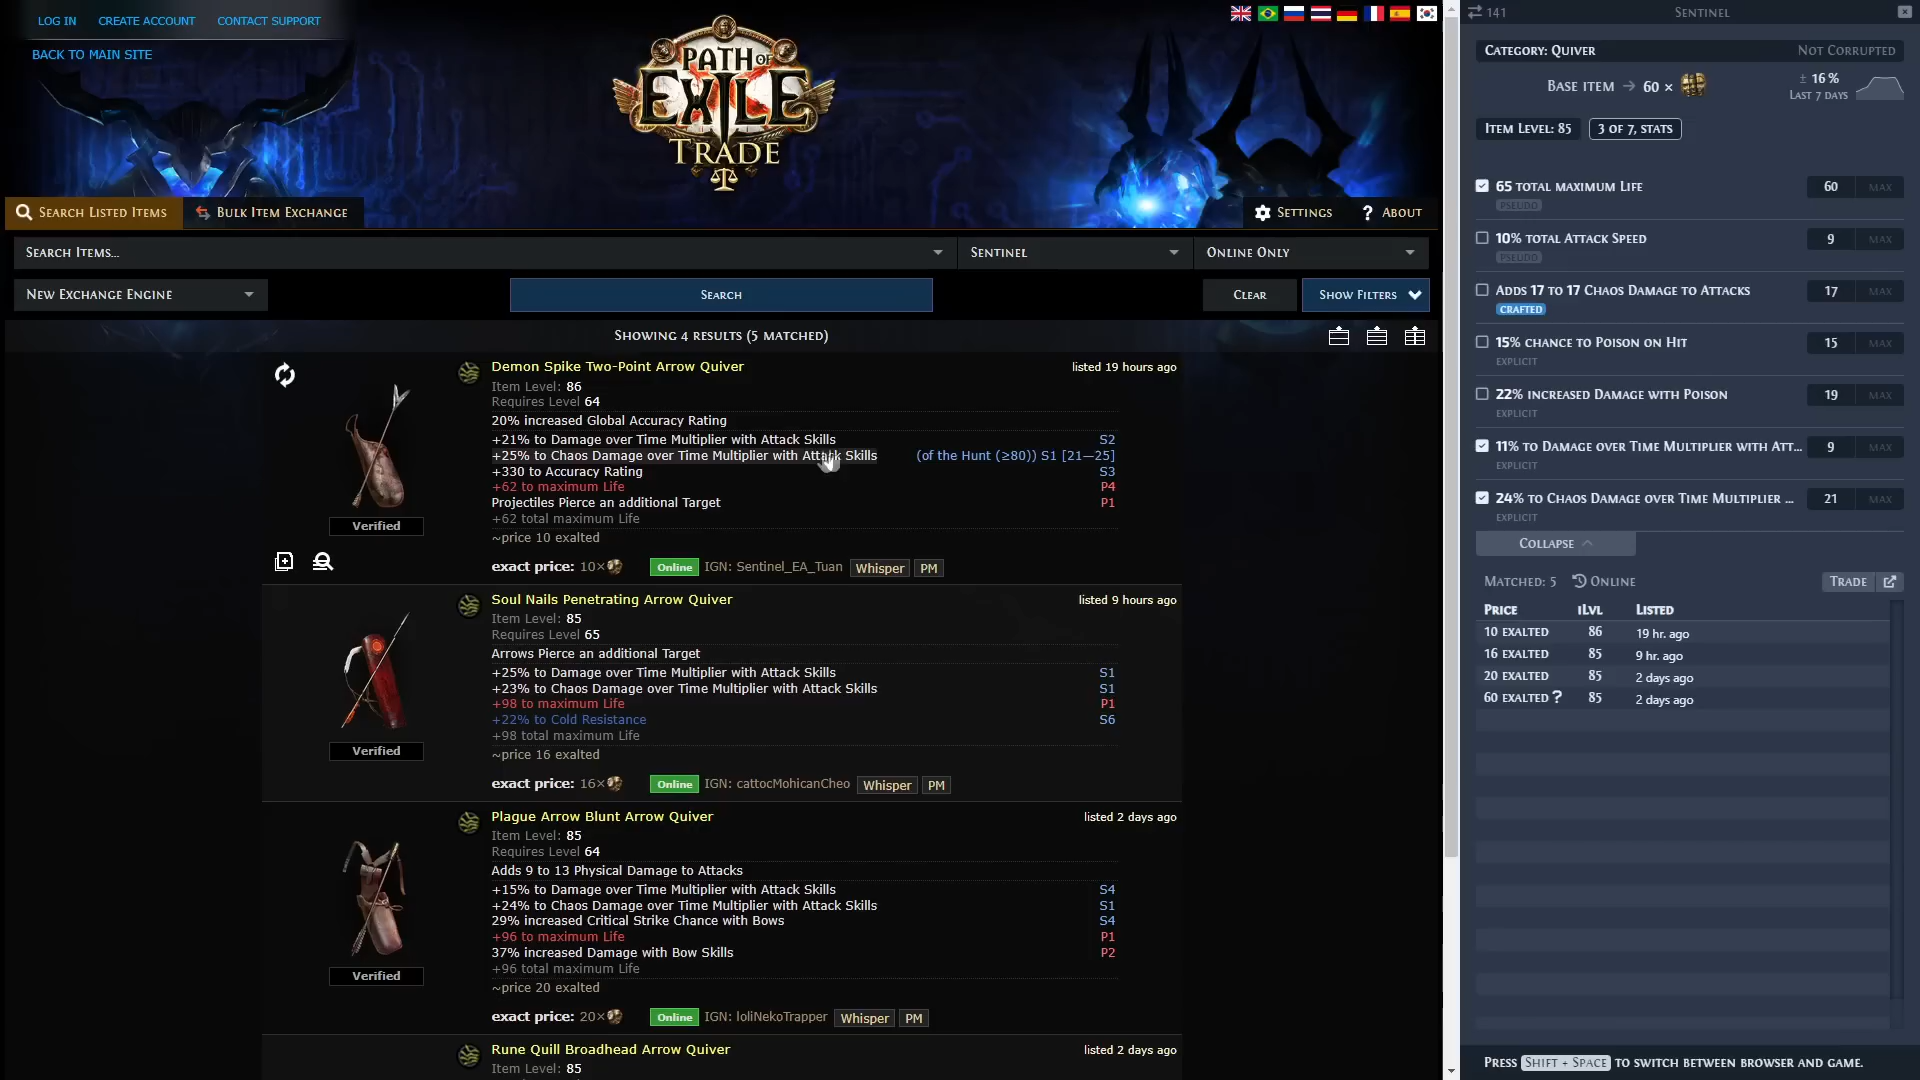 LOG IN CREATE ACCOUNT CONTACT SUPPORT
BACK TO MAIN SITE
PATH OF
EXILE
TRADE
SEARCH LISTED ITEMS BULK ITEM EXCHANGE SETTINGS ? ABOUT
SEARCH ITEMS... SENTINEL ONLINE ONLY
NEW EXCHANGE ENGINE SEARCH CLEAR SHOW FILTERS
SHOWING 4 RESULTS (5 MATCHED)
Demon Spike Two-Point Arrow Quiver listed 19 hours ago
Item Level: 86
Requires Level 64
20% increased Global Accuracy Rating
+21% to Damage over Time Multiplier with Attack Skills S2
+25% to Chaos Damage over Time Multiplier with Attack Skills (of the Hunt (≥80)) S1 [21—25]
+330 to Accuracy Rating S3
+62 to maximum Life P4
Projectiles Pierce an additional Target P1
+62 total maximum Life
Verified
~price 10 exalted
exact price: 10× Online IGN: Sentinel_EA_Tuan Whisper PM
Soul Nails Penetrating Arrow Quiver listed 9 hours ago
Item Level: 85
Requires Level 65
Arrows Pierce an additional Target
+25% to Damage over Time Multiplier with Attack Skills S1
+23% to Chaos Damage over Time Multiplier with Attack Skills S1
+98 to maximum Life P1
+22% to Cold Resistance S6
+98 total maximum Life
Verified
~price 16 exalted
exact price: 16× Online IGN: cattocMohicanCheo Whisper PM
Plague Arrow Blunt Arrow Quiver listed 2 days ago
Item Level: 85
Requires Level 64
Adds 9 to 13 Physical Damage to Attacks
+15% to Damage over Time Multiplier with Attack Skills S4
+24% to Chaos Damage over Time Multiplier with Attack Skills S1
29% increased Critical Strike Chance with Bows S4
+96 to maximum Life P1
37% increased Damage with Bow Skills P2
+96 total maximum Life
Verified
~price 20 exalted
exact price: 20× Online IGN: loliNekoTrapper Whisper PM
Rune Quill Broadhead Arrow Quiver listed 2 days ago
Item Level: 85
141 SENTINEL
CATEGORY: QUIVER NOT CORRUPTED
BASE ITEM → 60 × ± 16 %
LAST 7 DAYS
ITEM LEVEL: 85 3 OF 7, STATS
65 TOTAL MAXIMUM LIFE 60 MAX
PSEUDO
10% TOTAL ATTACK SPEED 9 MAX
PSEUDO
ADDS 17 TO 17 CHAOS DAMAGE TO ATTACKS 17 MAX
CRAFTED
15% CHANCE TO POISON ON HIT 15 MAX
EXPLICIT
22% INCREASED DAMAGE WITH POISON 19 MAX
EXPLICIT
11% TO DAMAGE OVER TIME MULTIPLIER WITH ATT... 9 MAX
EXPLICIT
24% TO CHAOS DAMAGE OVER TIME MULTIPLIER ... 21 MAX
EXPLICIT
COLLAPSE
MATCHED: 5 ONLINE TRADE
PRICE ILVL LISTED
10 EXALTED 86 19 hr. ago
16 EXALTED 85 9 hr. ago
20 EXALTED 85 2 days ago
60 EXALTED ? 85 2 days ago
PRESS SHIFT + SPACE TO SWITCH BETWEEN BROWSER AND GAME.